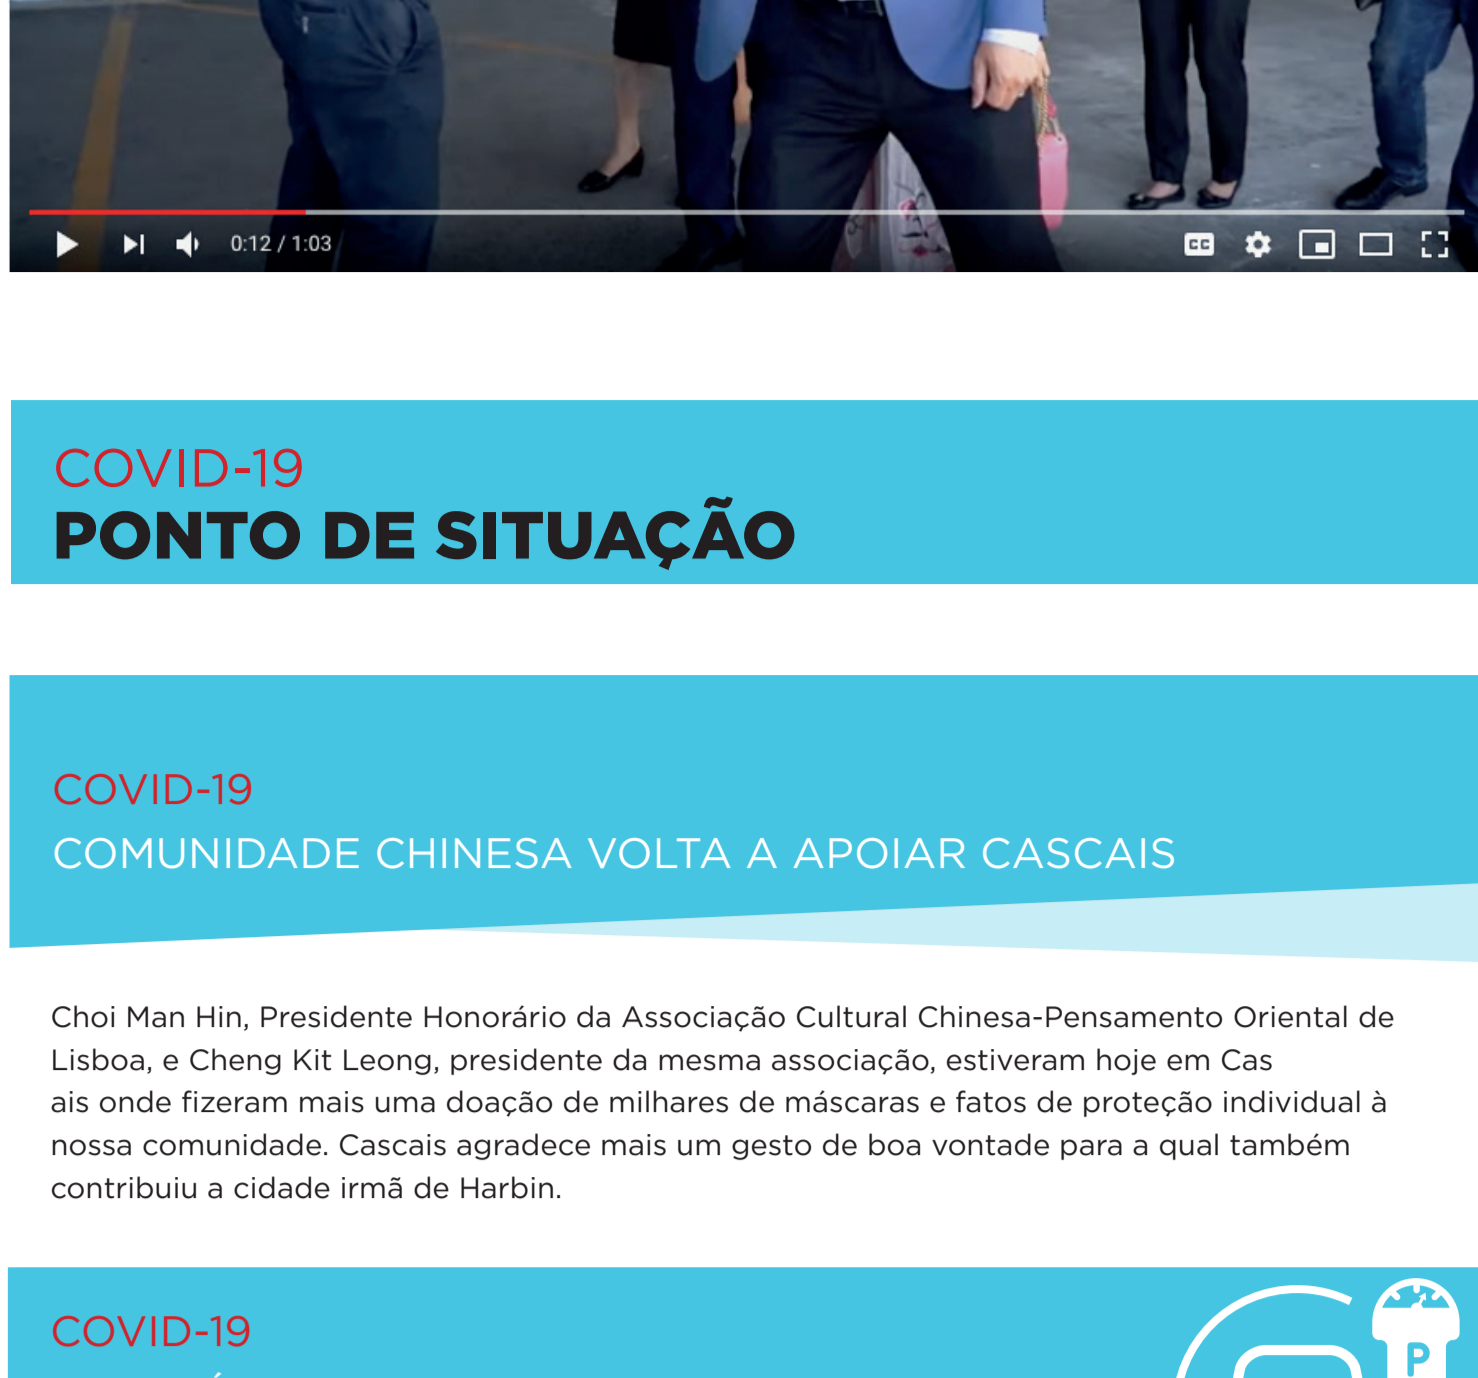 0:12 / 1:03
CC
COVID-19
PONTO DE SITUAÇÃO
COVID-19
COMUNIDADE CHINESA VOLTA A APOIAR CASCAIS
Choi Man Hin, Presidente Honorário da Associação Cultural Chinesa-Pensamento Oriental de
Lisboa, e Cheng Kit Leong, presidente da mesma associação, estiveram hoje em Cas
ais onde fizeram mais uma doação de milhares de máscaras e fatos de proteção individual à
nossa comunidade. Cascais agradece mais um gesto de boa vontade para a qual também
contribuiu a cidade irmã de Harbin.
COVID-19
P